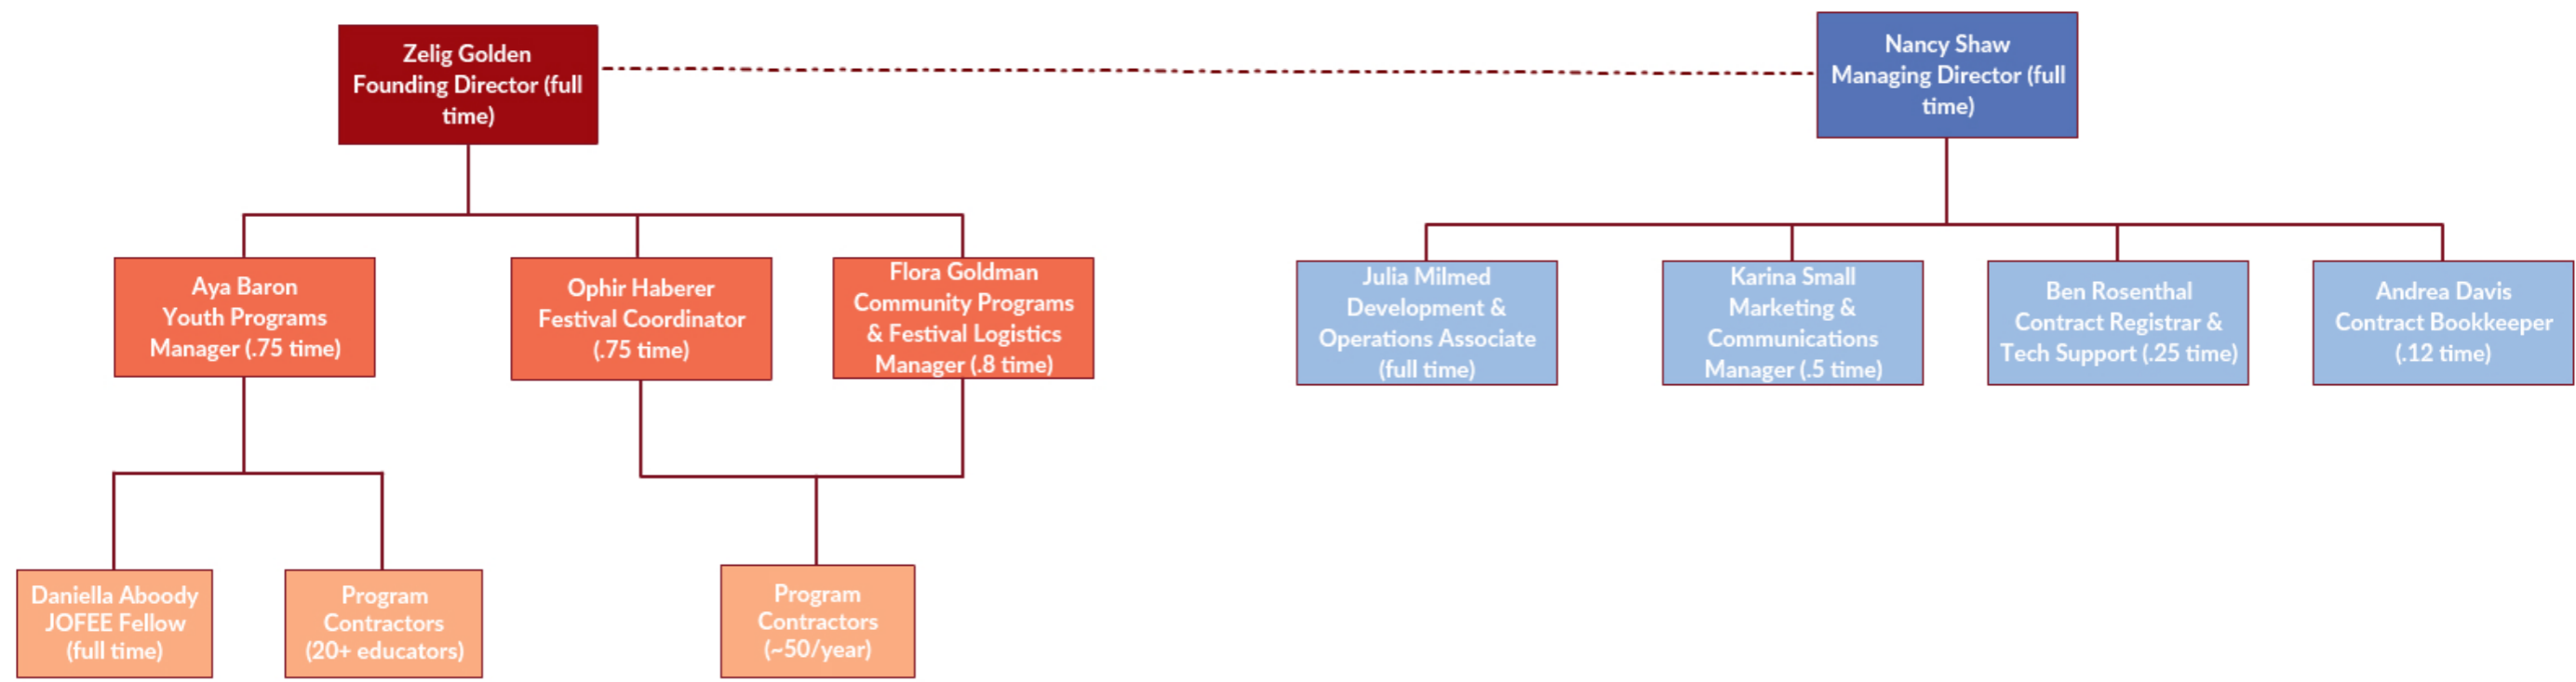 Zelig Golden
Founding Director (full
time)
Nancy Shaw
Managing Director (full
time)
Aya Baron
Youth Programs
Manager (.75 time)
Ophir Haberer
Festival Coordinator
(.75 time)
Flora Goldman
Community Programs
& Festival Logistics
Manager (.8 time)
Julia Milmed
Development &
Operations Associate
(full time)
Karina Small
Marketing &
Communications
Manager (.5 time)
Ben Rosenthal
Contract Registrar &
Tech Support (.25 time)
Andrea Davis
Contract Bookkeeper
(.12 time)
Daniella Aboody
JOFEE Fellow
(full time)
Program
Contractors
(20+ educators)
Program
Contractors
(~50/year)